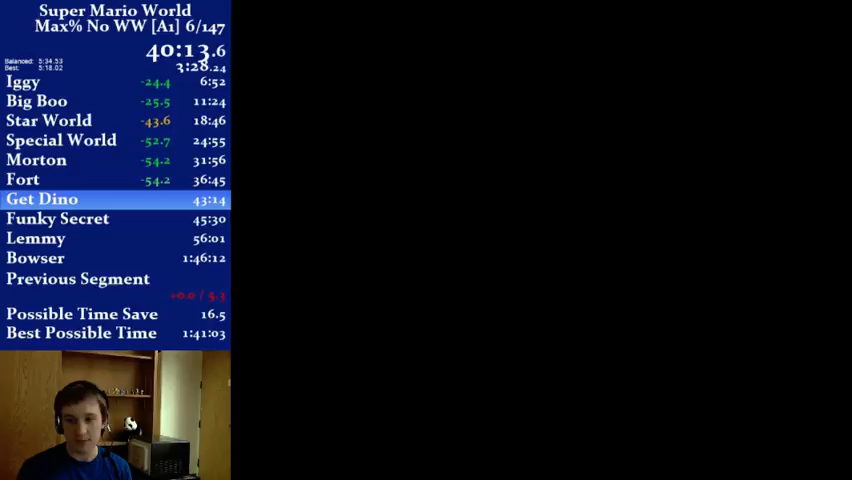 Super Mario World
Max% No WW [A1] 6/147
40:13.6
Balanced: 5:34.53
Best: 5:18.02
3:28.24
Iggy -24.4 6:52
Big Boo -25.5 11:24
Star World -43.6 18:46
Special World -52.7 24:55
Morton -54.2 31:56
Fort -54.2 36:45
Get Dino 43:14
Funky Secret 45:30
Lemmy 56:01
Bowser 1:46:12
Previous Segment
+0.0 / 5.3
Possible Time Save 16.5
Best Possible Time 1:41:03